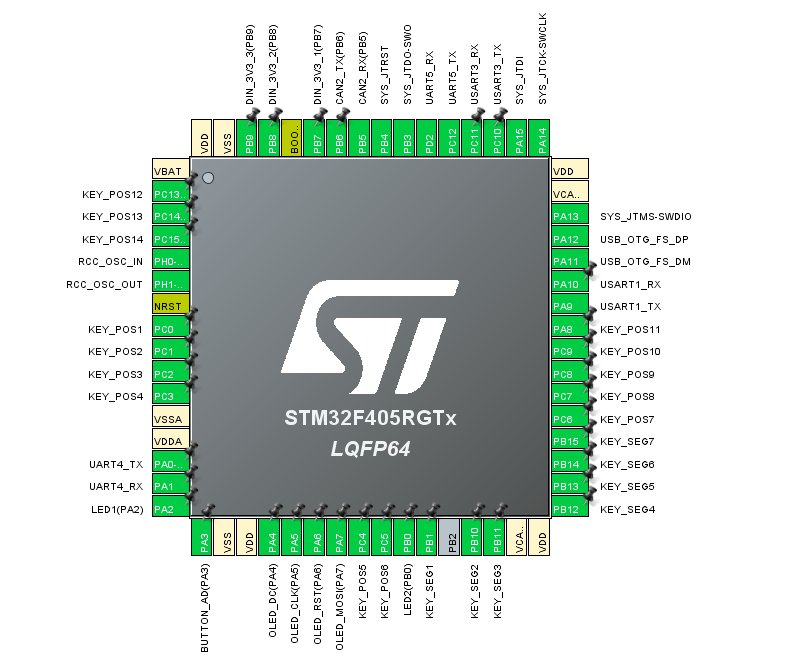 DIN_3V3_3(PB9)
DIN_3V3_2(PB8)
DIN_3V3_1(PB7)
CAN2_TX(PB6)
CAN2_RX(PB5)
SYS_JTRST
SYS_JTDO-SWO
UART5_RX
UART5_TX
USART3_RX
USART3_TX
SYS_JTDI
SYS_JTCK-SWCLK
VDD
VSS
PB9
PB8
BOO..
PB7
PB6
PB5
PB4
PB3
PD2
PC12
PC11
PC10
PA15
PA14
VBAT
KEY_POS12 PC13..
KEY_POS13 PC14..
KEY_POS14 PC15..
RCC_OSC_IN PH0-..
RCC_OSC_OUT PH1-..
NRST
KEY_POS1 PC0
KEY_POS2 PC1
KEY_POS3 PC2
KEY_POS4 PC3
VSSA
VDDA
UART4_TX PA0-..
UART4_RX PA1
LED1(PA2) PA2
ST
STM32F405RGTx
LQFP64
VDD
VCA..
PA13 SYS_JTMS-SWDIO
PA12 USB_OTG_FS_DP
PA11 USB_OTG_FS_DM
PA10 USART1_RX
PA9 USART1_TX
PA8 KEY_POS11
PC9 KEY_POS10
PC8 KEY_POS9
PC7 KEY_POS8
PC6 KEY_POS7
PB15 KEY_SEG7
PB14 KEY_SEG6
PB13 KEY_SEG5
PB12 KEY_SEG4
PA3
VSS
VDD
PA4
PA5
PA6
PA7
PC4
PC5
PB0
PB1
PB2
PB10
PB11
VCA..
VDD
BUTTON_AD(PA3)
OLED_DC(PA4)
OLED_CLK(PA5)
OLED_RST(PA6)
OLED_MOSI(PA7)
KEY_POS5
KEY_POS6
LED2(PB0)
KEY_SEG1
KEY_SEG2
KEY_SEG3